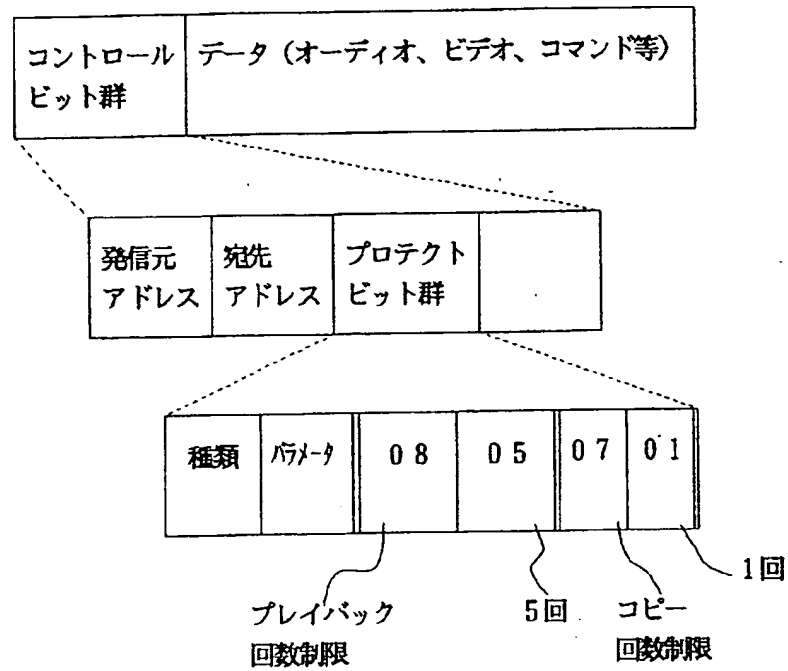 コントロール
ビット群
データ（オーディオ、ビデオ、コマンド等）
発信元
アドレス
宛先
アドレス
プロテクト
ビット群
種類
パラメータ
08
05
07
01
1回
プレイバック
回数制限
5回
コピー
回数制限